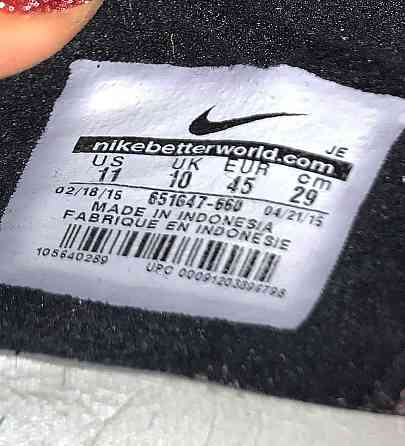 JE
nikebetterworld.com
US UK EUR cm
11 10 45 29
02/18/15 651647-660 04/21/15
MADE IN INDONESIA
FABRIQUE EN INDONESIE
105640289
UPC 00091203896798